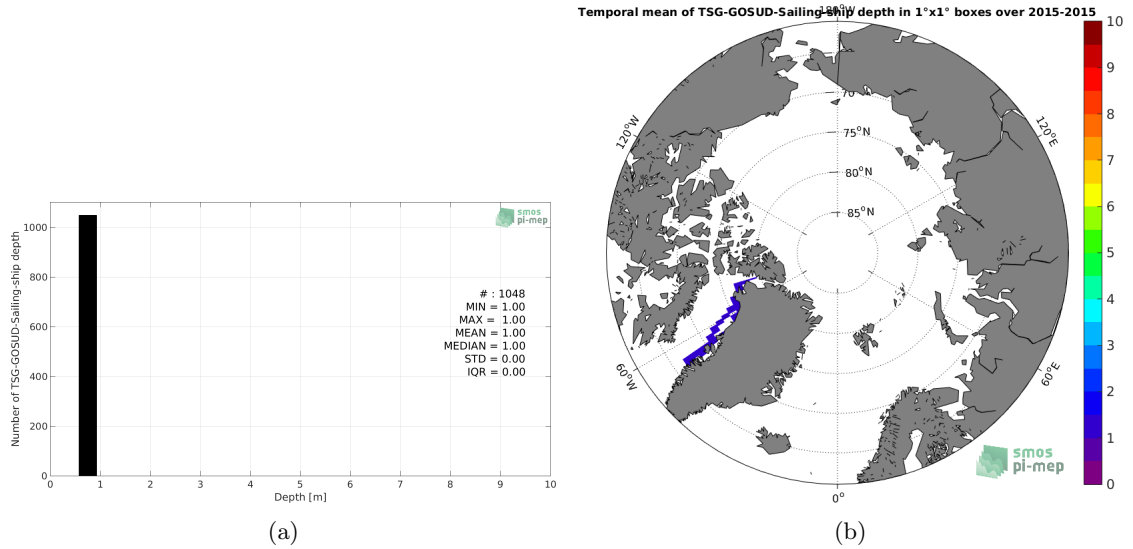 Temporal mean of TSG-GOSUD-Sailing-ship depth in 1°x1° boxes over 2015-2015
180°W
120°W
120°E
60°W
60°E
0°
70
75°N
80°N
85°N
10
9
8
7
6
5
4
3
2
1
0
smos
pi-mep
Number of TSG-GOSUD-Sailing-ship depth
1000
800
600
400
200
0
smos
pi-mep
# : 1048
MIN = 1.00
MAX = 1.00
MEAN = 1.00
MEDIAN = 1.00
STD = 0.00
IQR = 0.00
0 1 2 3 4 5 6 7 8 9 10
Depth [m]
(a)
(b)